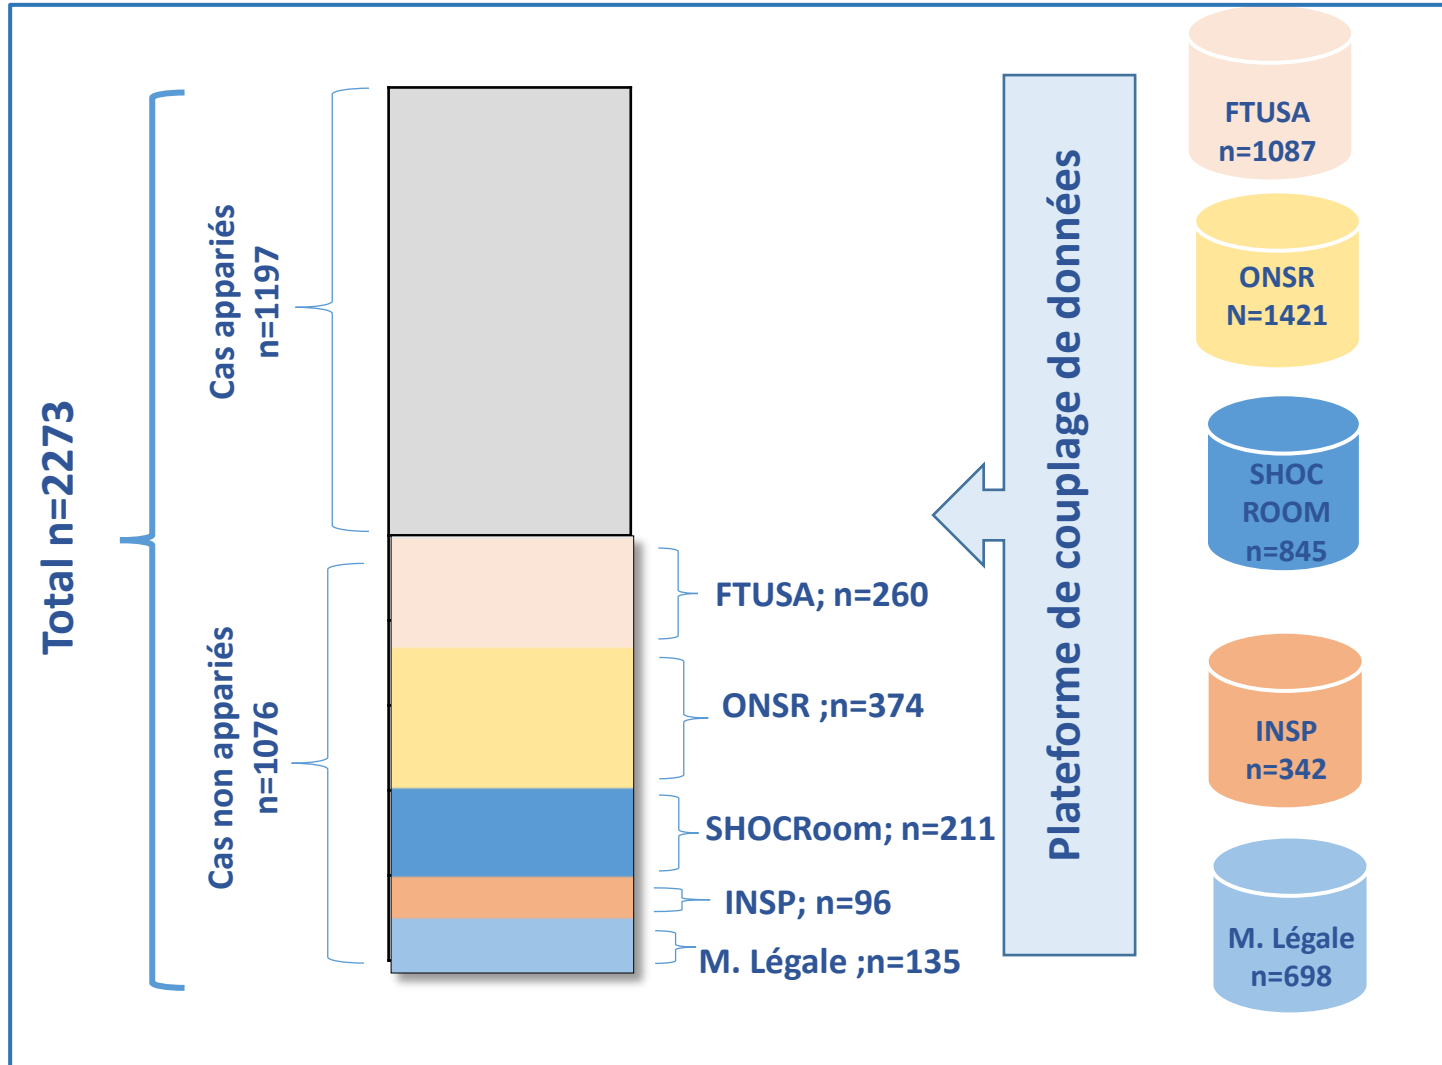 Total n=2273
Cas appariés
n=1197
Cas non appariés
n=1076
FTUSA; n=260
ONSR ;n=374
SHOCRoom; n=211
INSP; n=96
M. Légale ;n=135
Plateforme de couplage de données
FTUSA
n=1087
ONSR
N=1421
SHOC
ROOM
n=845
INSP
n=342
M. Légale
n=698